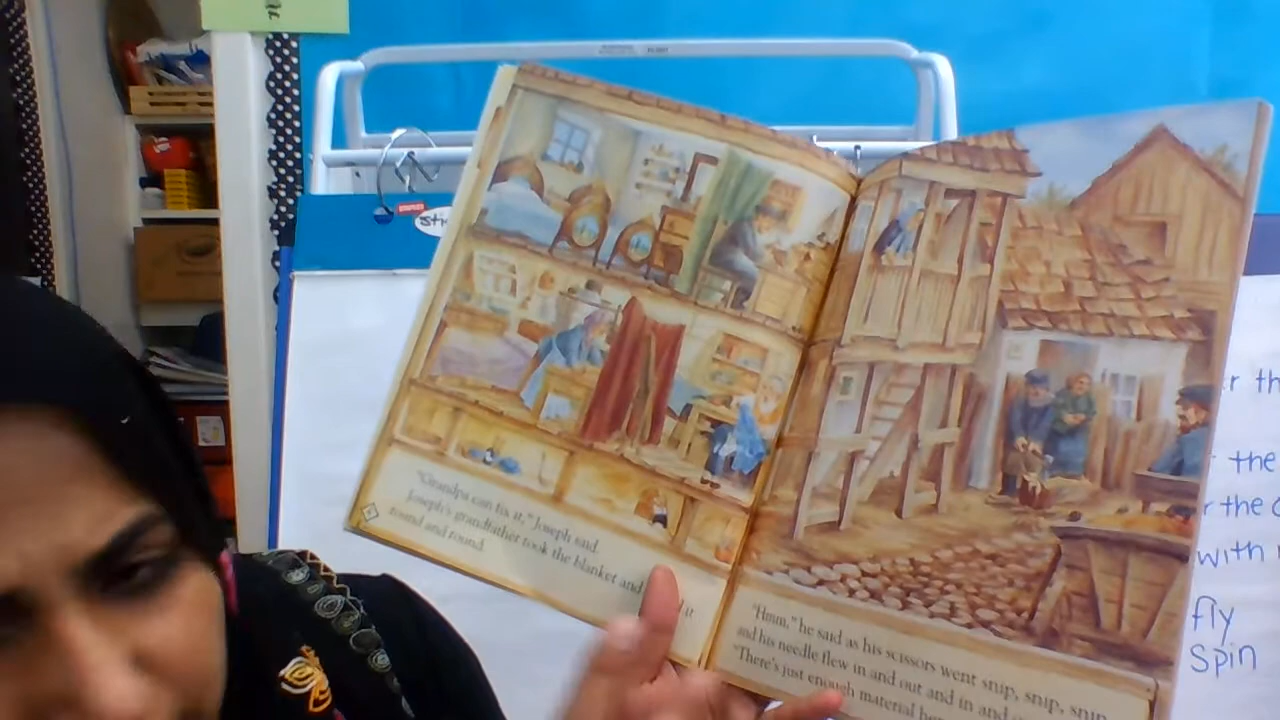 "Grandpa can fix it," Joseph said.
Joseph's grandfather took the blanket and it
round and round.
"Hmm," he said as his scissors went snip, snip, snip
and his needle flew in and out and in and
"There's just enough material
the
with
fly
Spin